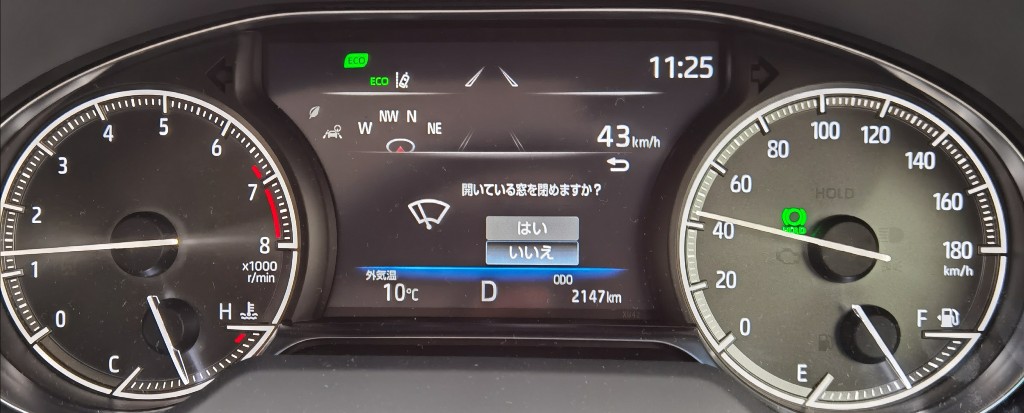 ECO
ECO
11:25
W NW N NE
43 km/h
開いている窓を閉めますか？
はい
いいえ
外気温
10℃
D
ODO
2147km
0
1
2
3
4
5
6
7
8
x1000
r/min
C
H
0
20
40
60
80
100
120
140
160
180
km/h
HOLD
HOLD
E
F